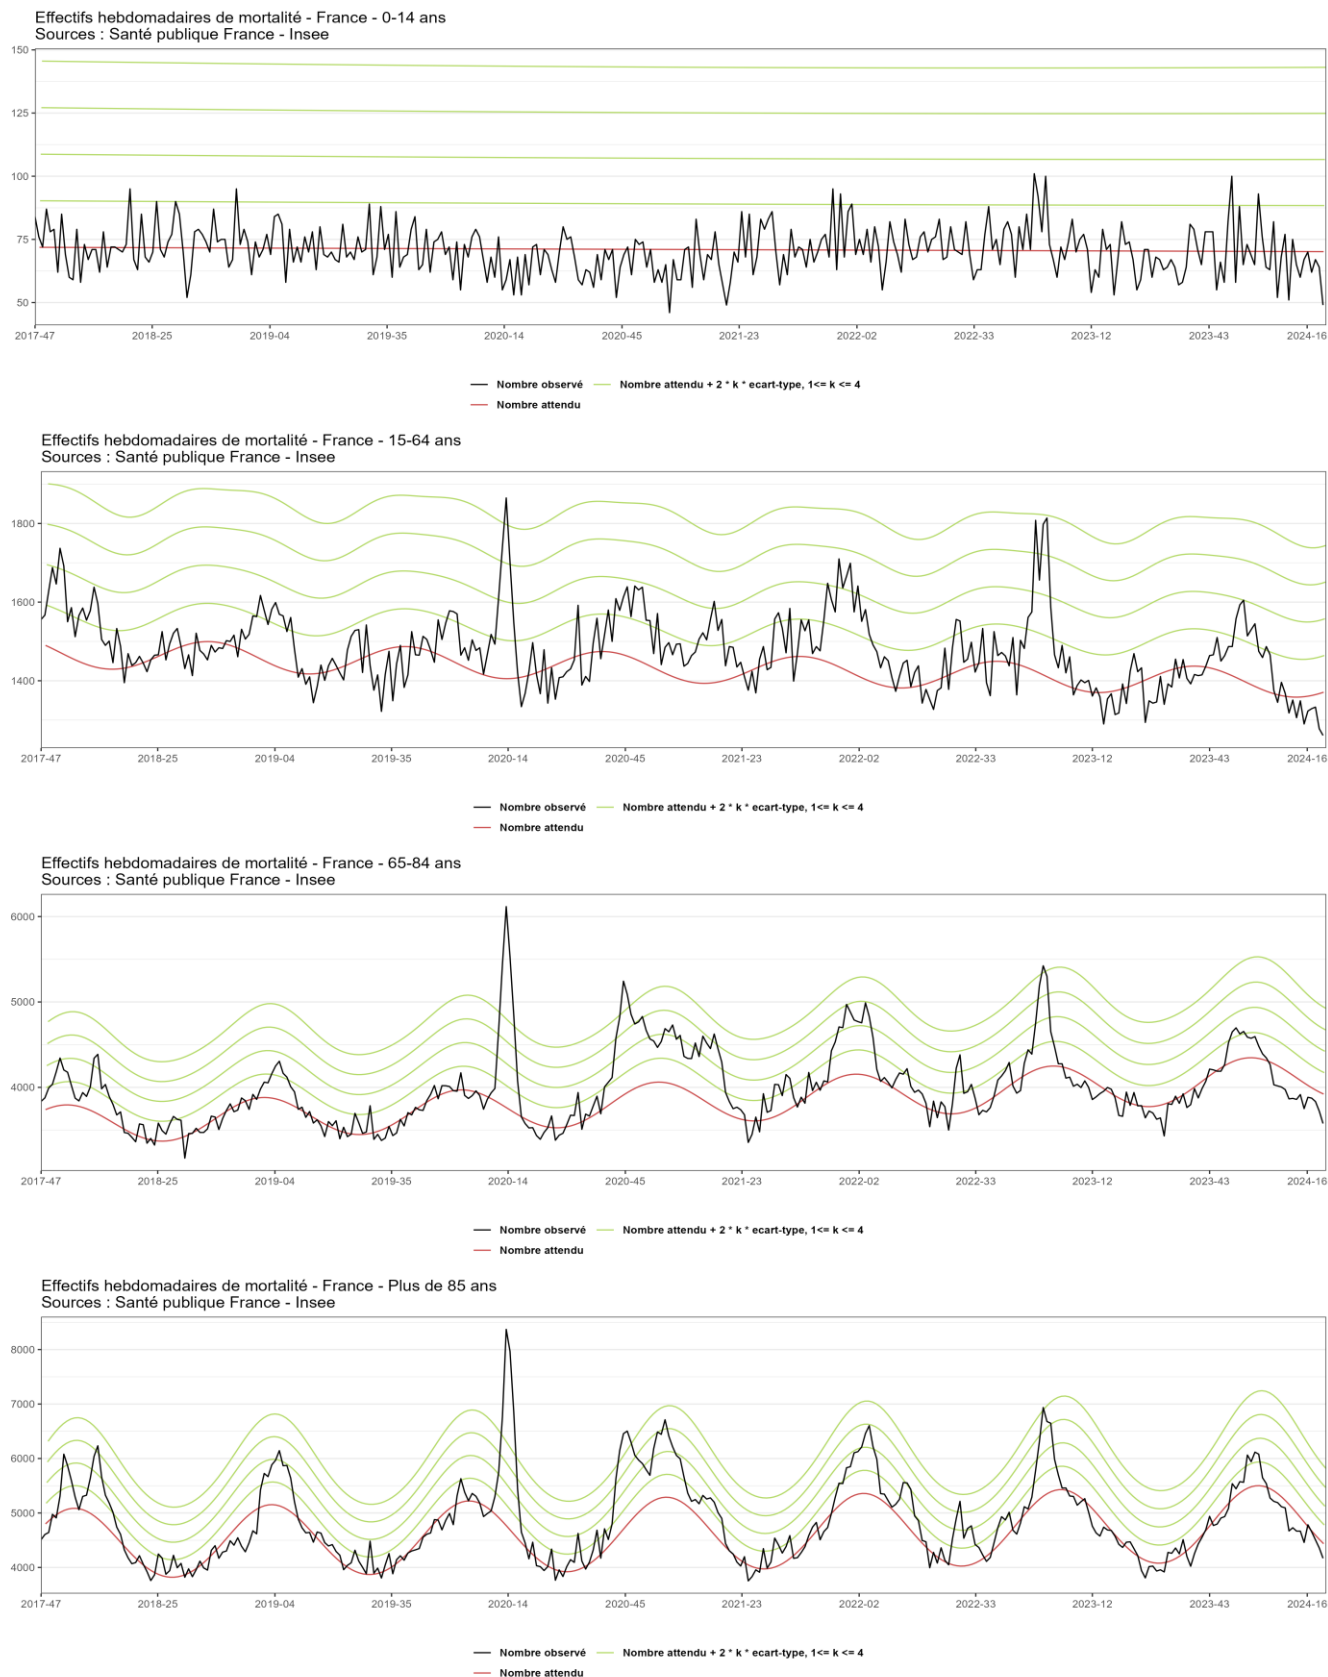 Effectifs hebdomadaires de mortalité - France - 0-14 ans
Sources : Santé publique France - Insee
150
125
100
75
50
2017-47 2018-25 2019-04 2019-35 2020-14 2020-45 2021-23 2022-02 2022-33 2023-12 2023-43 2024-16
Nombre observé Nombre attendu + 2 * k * ecart-type, 1<= k <= 4
Nombre attendu
Effectifs hebdomadaires de mortalité - France - 15-64 ans
Sources : Santé publique France - Insee
1800
1600
1400
2017-47 2018-25 2019-04 2019-35 2020-14 2020-45 2021-23 2022-02 2022-33 2023-12 2023-43 2024-16
Nombre observé Nombre attendu + 2 * k * ecart-type, 1<= k <= 4
Nombre attendu
Effectifs hebdomadaires de mortalité - France - 65-84 ans
Sources : Santé publique France - Insee
6000
5000
4000
2017-47 2018-25 2019-04 2019-35 2020-14 2020-45 2021-23 2022-02 2022-33 2023-12 2023-43 2024-16
Nombre observé Nombre attendu + 2 * k * ecart-type, 1<= k <= 4
Nombre attendu
Effectifs hebdomadaires de mortalité - France - Plus de 85 ans
Sources : Santé publique France - Insee
8000
7000
6000
5000
4000
2017-47 2018-25 2019-04 2019-35 2020-14 2020-45 2021-23 2022-02 2022-33 2023-12 2023-43 2024-16
Nombre observé Nombre attendu + 2 * k * ecart-type, 1<= k <= 4
Nombre attendu